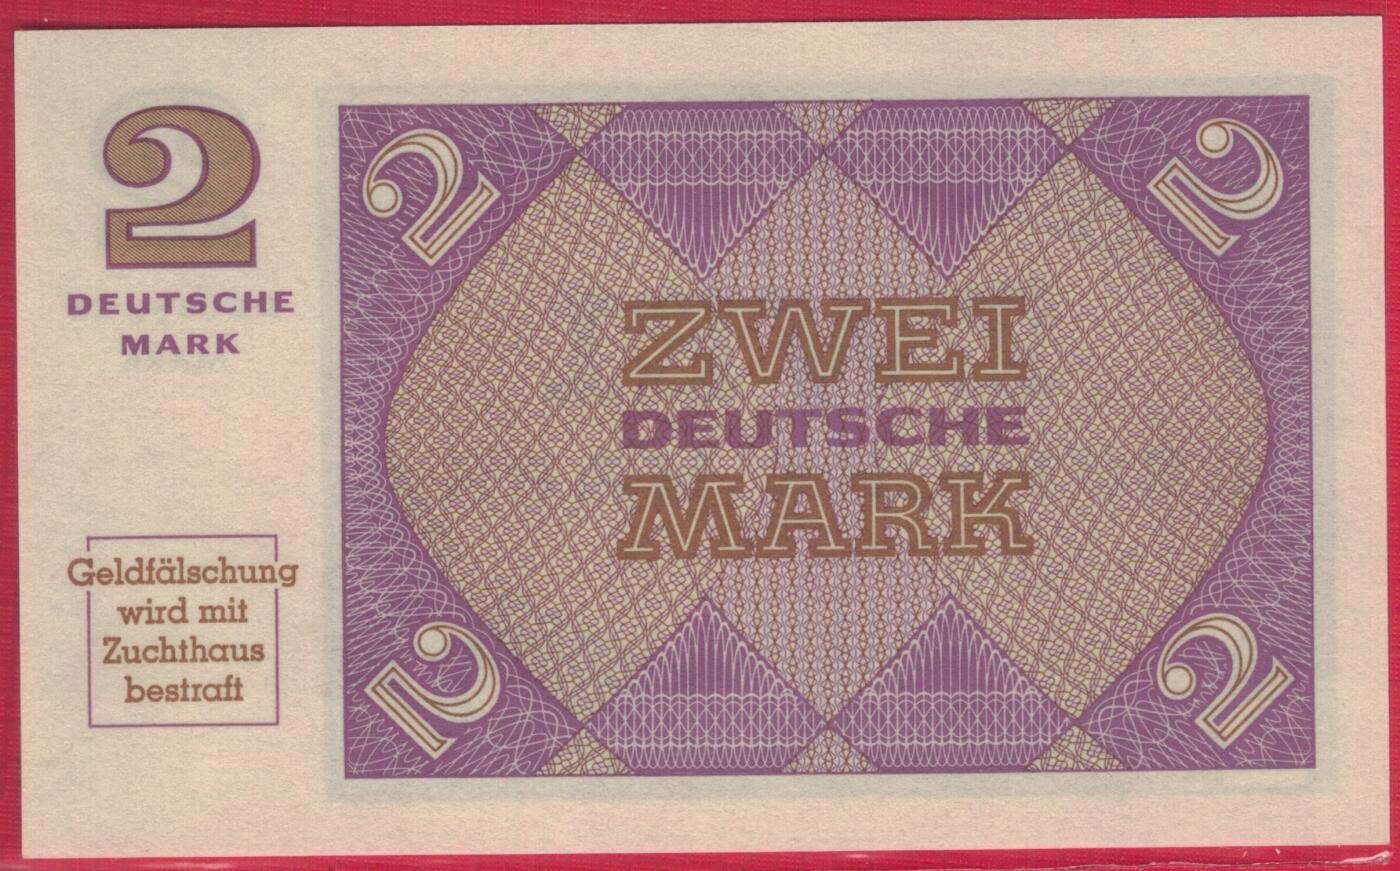 2
DEUTSCHE
MARK
Geldfälschung
wird mit
Zuchthaus
bestraft
2
2
ZWEI
DEUTSCHE
MARK
2
2